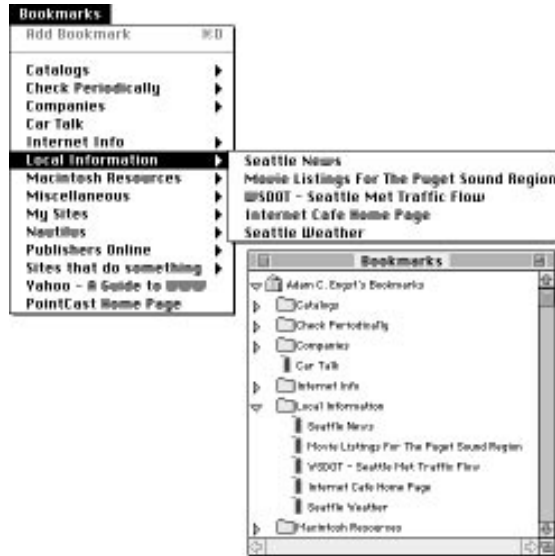 Bookmarks
Add Bookmark ⌘D
Catalogs
Check Periodically
Companies
Car Talk
Internet Info
Local Information
Macintosh Resources
Miscellaneous
My Sites
Nautilus
Publishers Online
Sites that do something
Yahoo - A Guide to WWW
PointCast Home Page
Seattle News
Movie Listings For The Puget Sound Region
WSDOT - Seattle Met Traffic Flow
Internet Cafe Home Page
Seattle Weather
Bookmarks
Adam C. Engst's Bookmarks
Catalogs
Check Periodically
Companies
Car Talk
Internet Info
Local Information
Seattle News
Movie Listings For The Puget Sound Region
WSDOT - Seattle Met Traffic Flow
Internet Cafe Home Page
Seattle Weather
Macintosh Resources